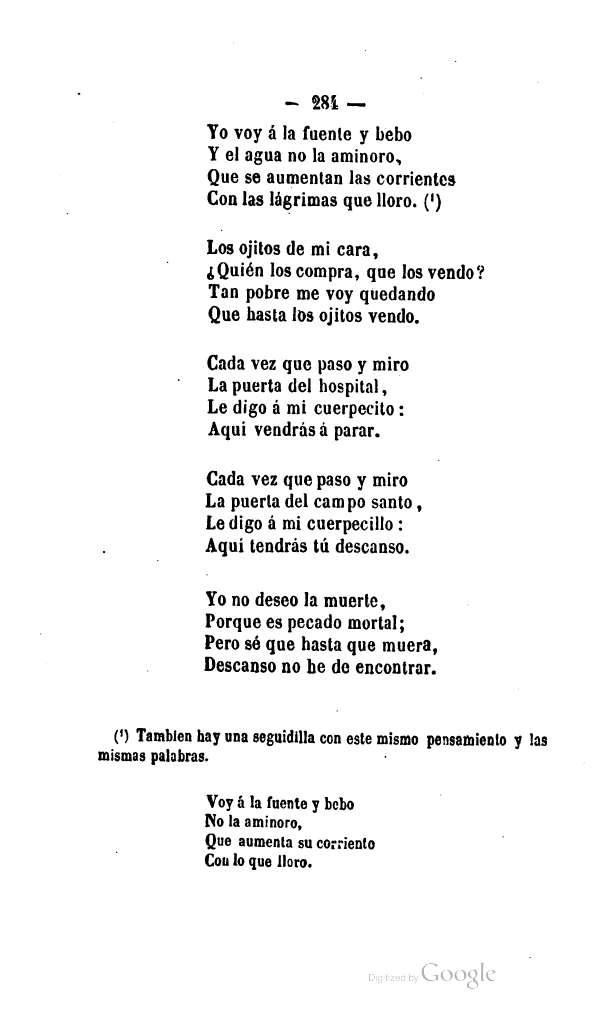 — 284 —
Yo voy á la fuente y bebo
Y el agua no la aminoro,
Que se aumentan las corrientes
Con las lágrimas que lloro. (¹)
Los ojitos de mi cara,
¿Quién los compra, que los vendo?
Tan pobre me voy quedando
Que hasta los ojitos vendo.
Cada vez que paso y miro
La puerta del hospital,
Le digo á mi cuerpecito:
Aqui vendrás á parar.
Cada vez que paso y miro
La puerta del campo santo,
Le digo á mi cuerpecillo:
Aquí tendrás tú descanso.
Yo no deseo la muerte,
Porque es pecado mortal;
Pero sé que hasta que muera,
Descanso no he de encontrar.
(¹) Tambien hay una seguidilla con este mismo pensamiento y las
mismas palabras.
Voy á la fuente y bebo
No la aminoro,
Que aumenta su corriente
Con lo que lloro.
Digitized by Google